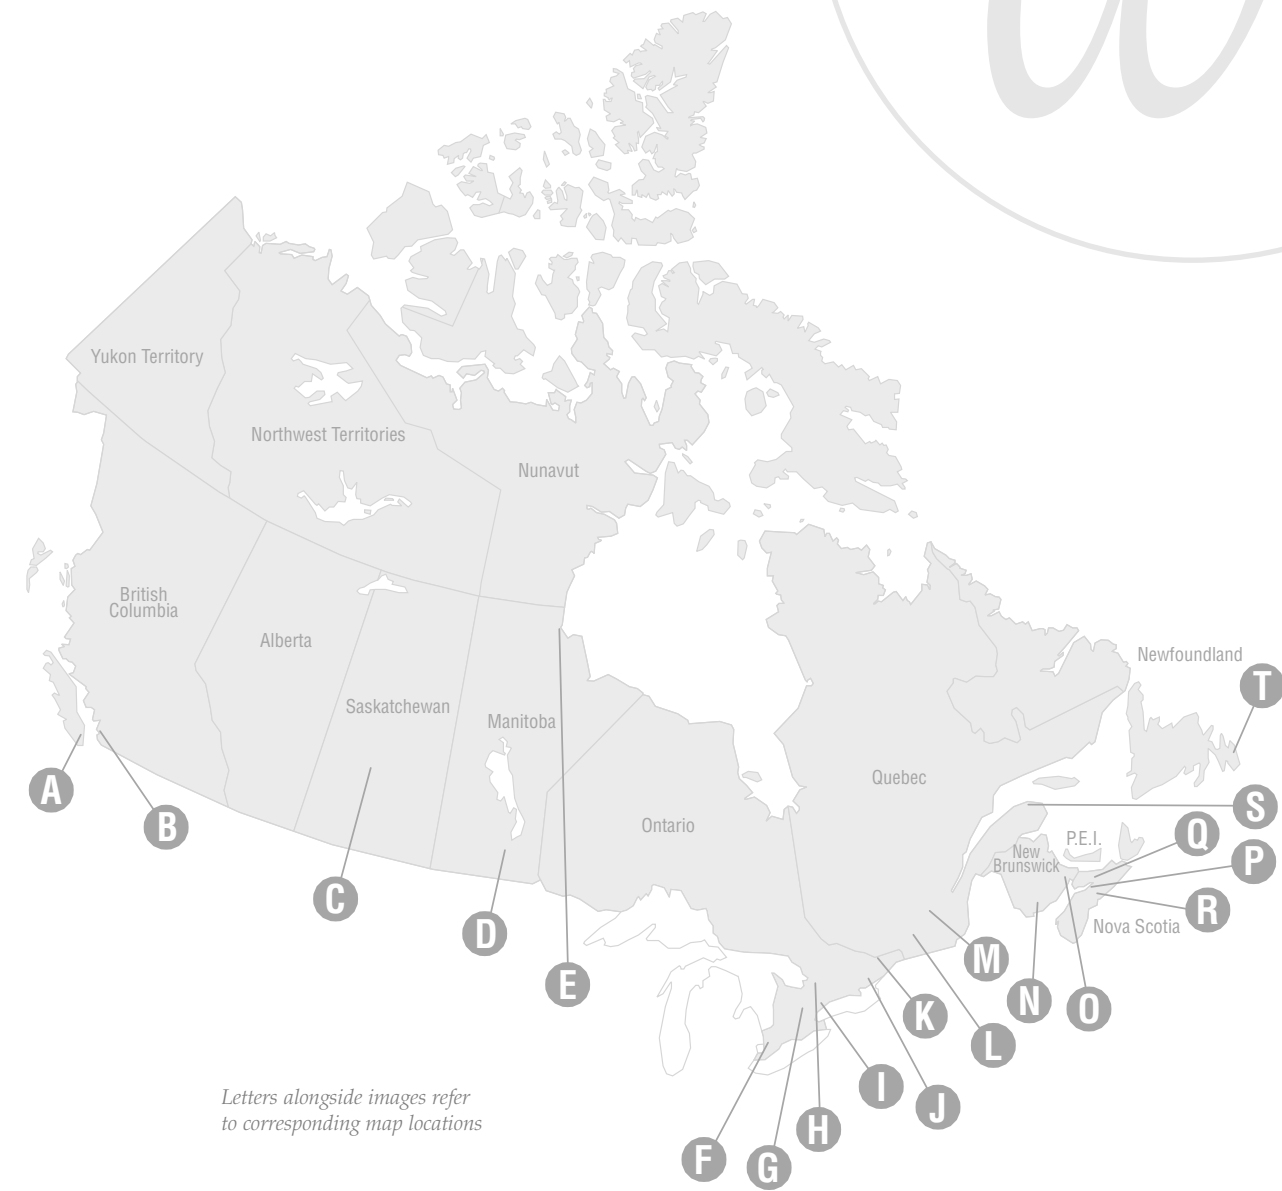 a
Yukon Territory
Northwest Territories
Nunavut
British
Columbia
Alberta
Saskatchewan
Manitoba
Ontario
Quebec
Newfoundland
T
A
B
C
D
E
S
P.E.I.
Q
New
Brunswick
P
R
Nova Scotia
M
N
O
K
L
I
J
H
F
G
Letters alongside images refer
to corresponding map locations